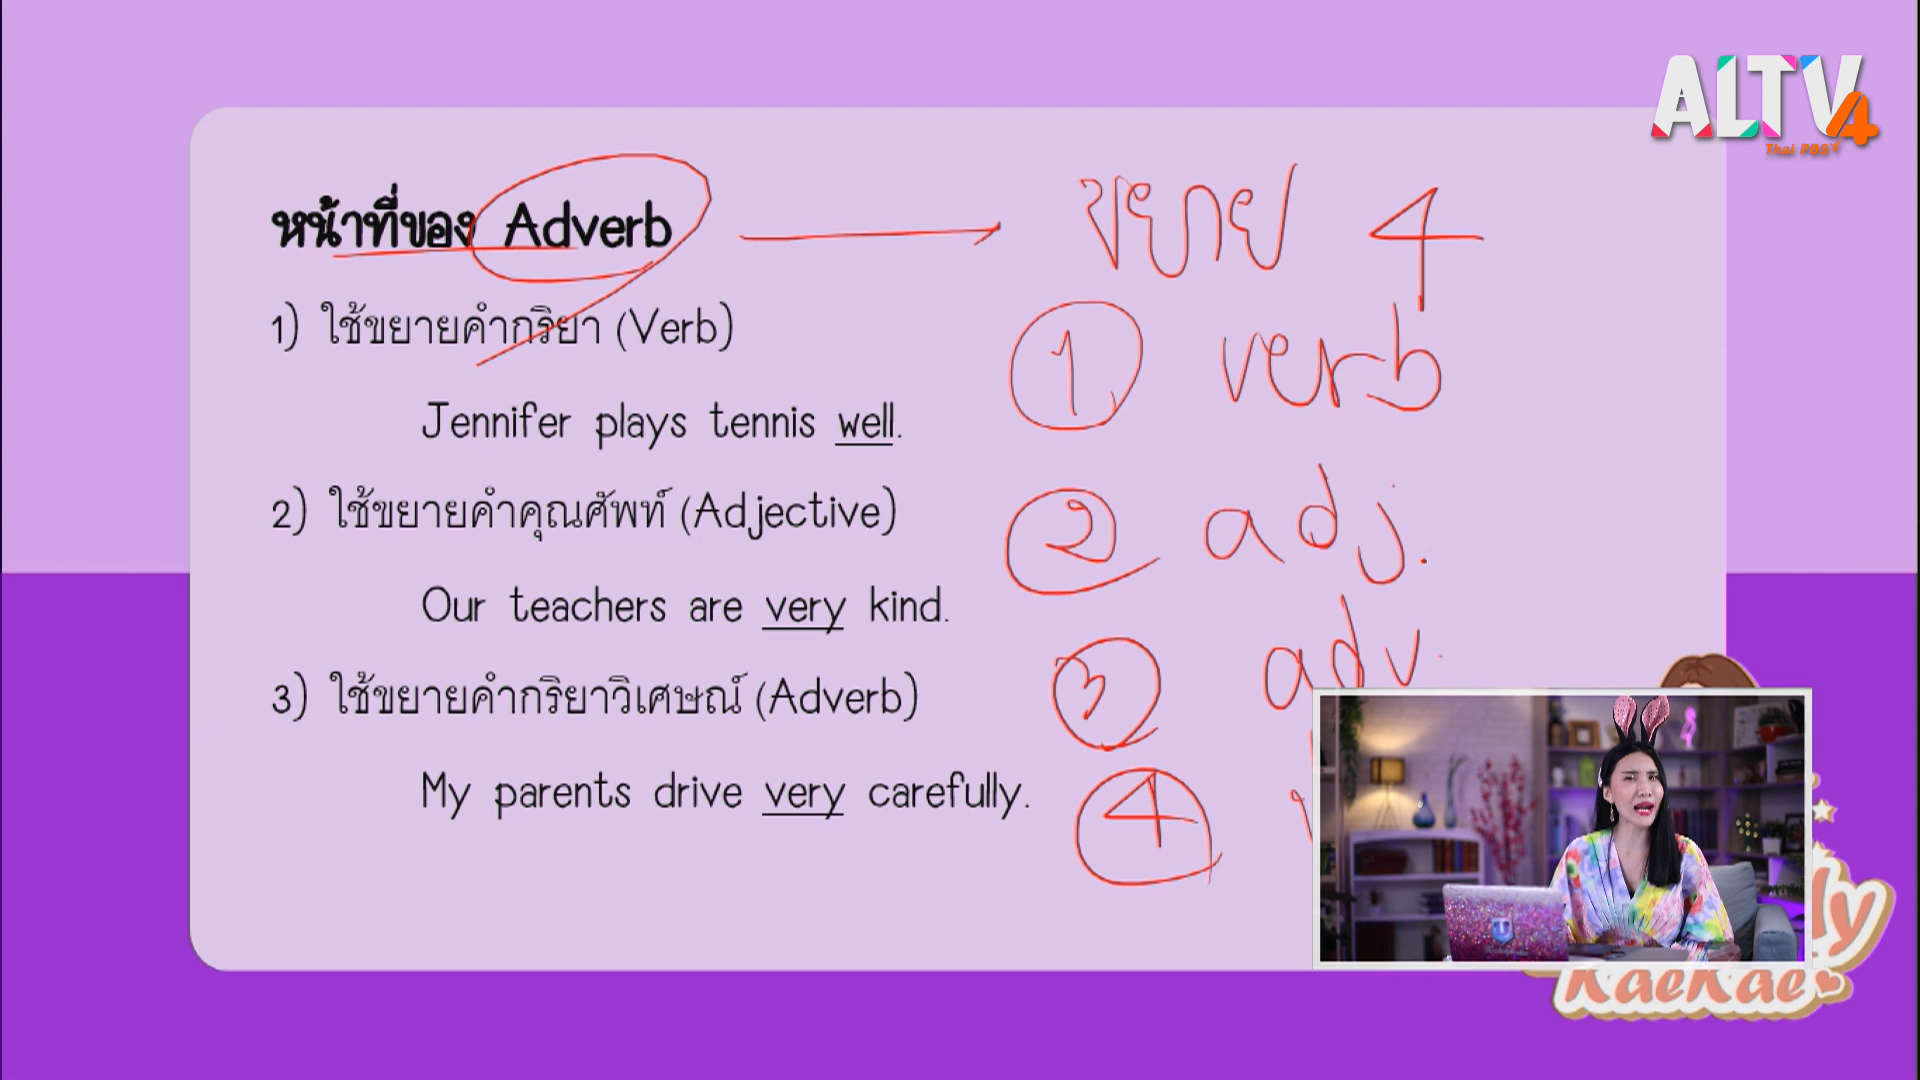 ALTV4
Thai PBS
หน้าที่ของ Adverb
ขยาย 4
1) ใช้ขยายคำกริยา (Verb)
1 verb
Jennifer plays tennis well.
2) ใช้ขยายคำคุณศัพท์ (Adjective)
2 adj.
Our teachers are very kind.
3) ใช้ขยายคำกริยาวิเศษณ์ (Adverb)
3 adv.
My parents drive very carefully.
4
KaeKae